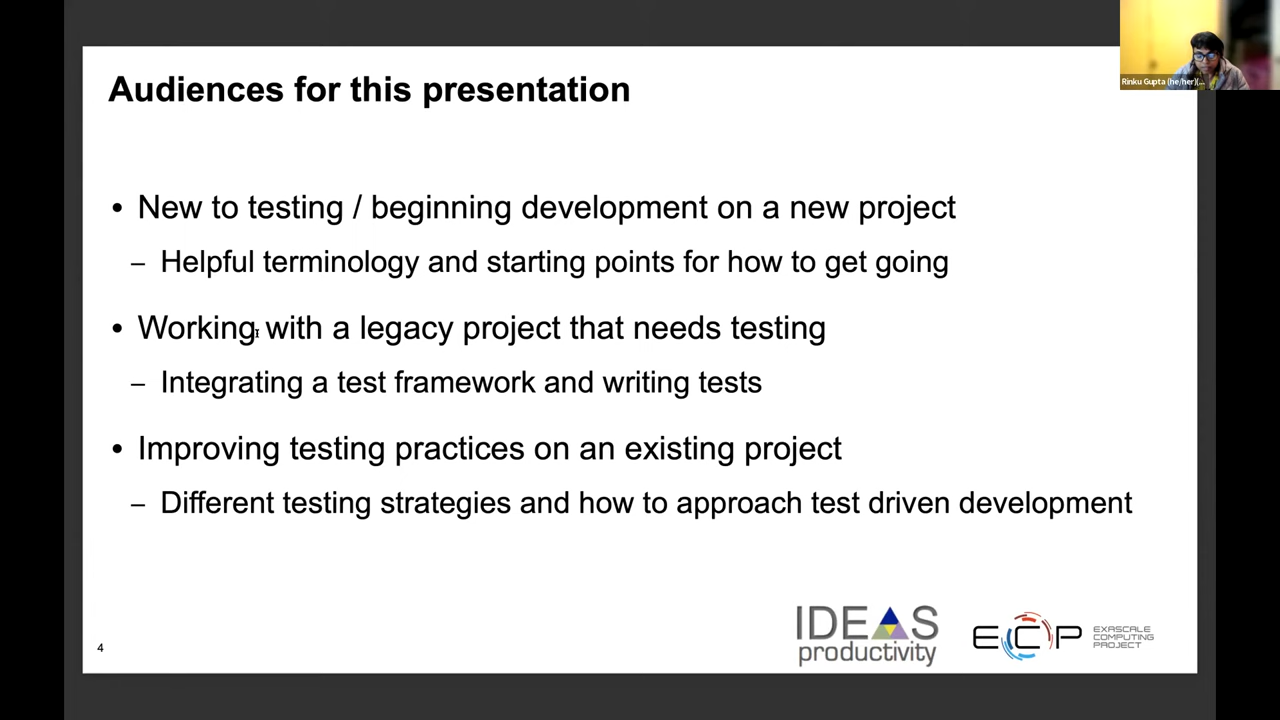 Audiences for this presentation
Rinku Gupta (he/her)(...
• New to testing / beginning development on a new project
– Helpful terminology and starting points for how to get going
• Working with a legacy project that needs testing
– Integrating a test framework and writing tests
• Improving testing practices on an existing project
– Different testing strategies and how to approach test driven development
4
IDEAS
productivity
ECP
EXASCALE
COMPUTING
PROJECT